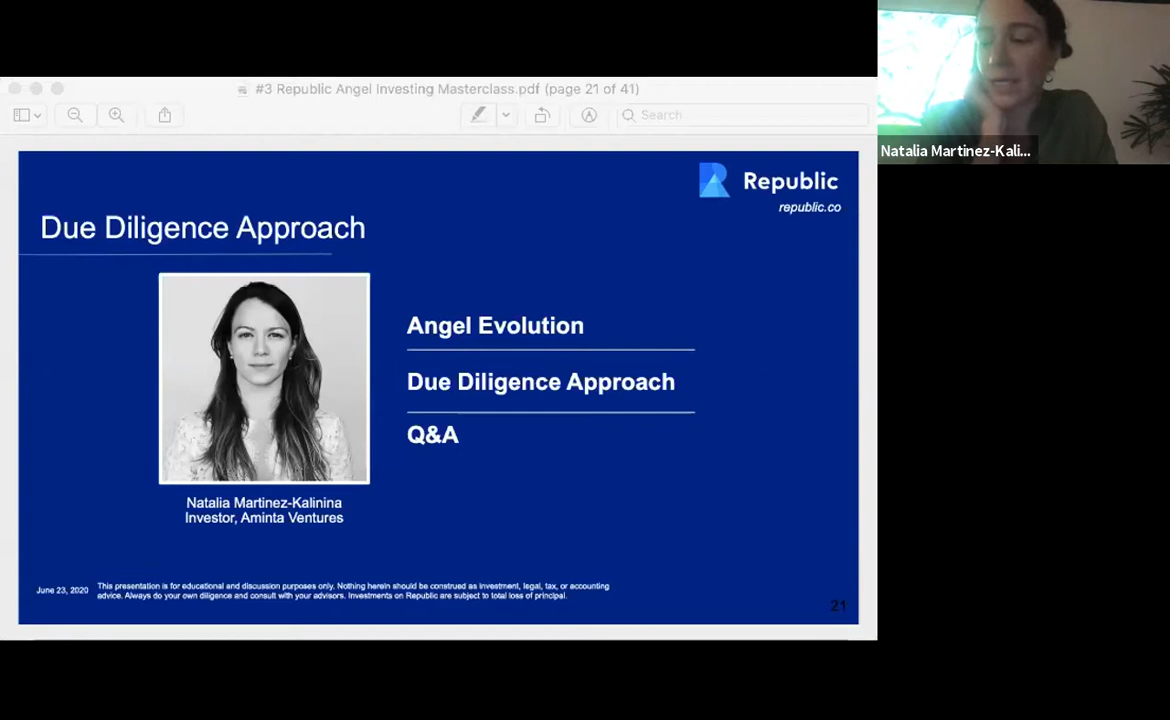 #3 Republic Angel Investing Masterclass.pdf (page 21 of 41)
Search
Natalia Martinez-Kali...
Republic
republic.co
Due Diligence Approach
Angel Evolution
Due Diligence Approach
Q&A
Natalia Martinez-Kalinina
Investor, Aminta Ventures
June 23, 2020
This presentation is for educational and discussion purposes only. Nothing herein should be construed as investment, legal, tax, or accounting
advice. Always do your own diligence and consult with your advisors. Investments on Republic are subject to total loss of principal.
21